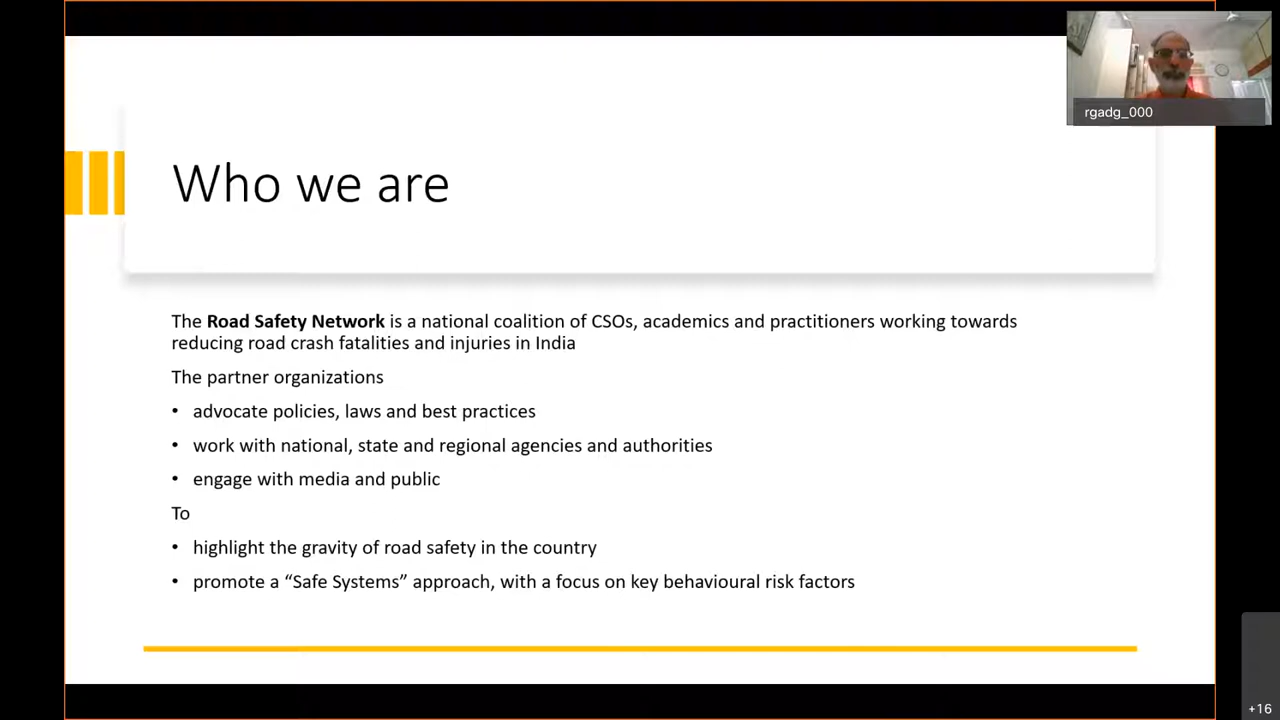 rgadg_000
Who we are
The Road Safety Network is a national coalition of CSOs, academics and practitioners working towards
reducing road crash fatalities and injuries in India
The partner organizations
• advocate policies, laws and best practices
• work with national, state and regional agencies and authorities
• engage with media and public
To
• highlight the gravity of road safety in the country
• promote a “Safe Systems” approach, with a focus on key behavioural risk factors
+16